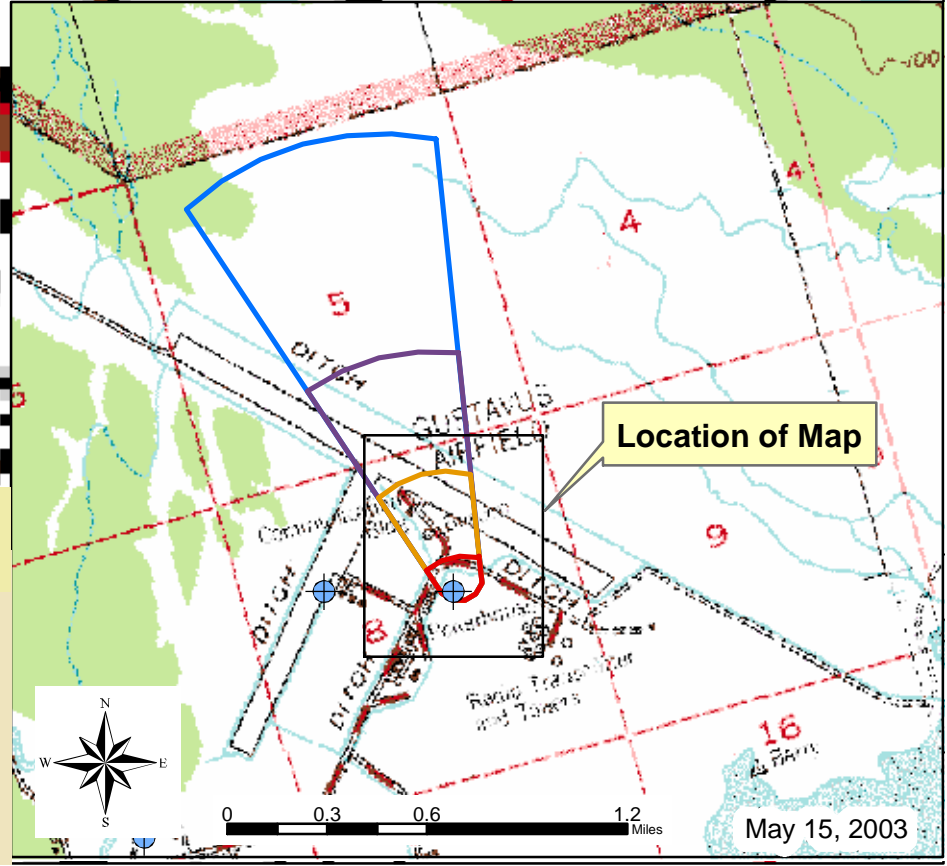 100
4
4
5
DITCH
GUSTAVUS
AIRFIELD
Location of Map
9
DITCH
DITCH
8
DITCH
Radio
and Towers
16
N
W E
S
0 0.3 0.6 1.2
Miles
May 15, 2003